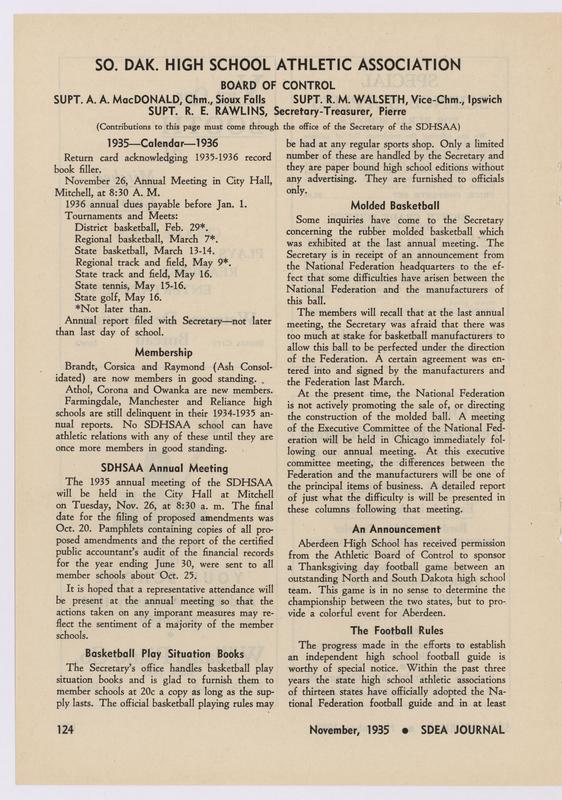 SO. DAK. HIGH SCHOOL ATHLETIC ASSOCIATION
BOARD OF CONTROL
SUPT. A. A. MacDONALD, Chm., Sioux Falls SUPT. R. M. WALSETH, Vice-Chm., Ipswich
SUPT. R. E. RAWLINS, Secretary-Treasurer, Pierre
(Contributions to this page must come through the office of the Secretary of the SDHSAA)
1935—Calendar—1936
Return card acknowledging 1935-1936 record
book filler.
November 26, Annual Meeting in City Hall,
Mitchell, at 8:30 A. M.
1936 annual dues payable before Jan. 1.
Tournaments and Meets:
District basketball, Feb. 29*.
Regional basketball, March 7*.
State basketball, March 13-14.
Regional track and field, May 9*.
State track and field, May 16.
State tennis, May 15-16.
State golf, May 16.
*Not later than.
Annual report filed with Secretary—not later
than last day of school.
Membership
Brandt, Corsica and Raymond (Ash Consol-
idated) are now members in good standing.
Athol, Corona and Owanka are new members.
Farmingdale, Manchester and Reliance high
schools are still delinquent in their 1934-1935 an-
nual reports. No SDHSAA school can have
athletic relations with any of these until they are
once more members in good standing.
SDHSAA Annual Meeting
The 1935 annual meeting of the SDHSAA
will be held in the City Hall at Mitchell
on Tuesday, Nov. 26, at 8:30 a. m. The final
date for the filing of proposed amendments was
Oct. 20. Pamphlets containing copies of all pro-
posed amendments and the report of the certified
public accountant's audit of the financial records
for the year ending June 30, were sent to all
member schools about Oct. 25.
It is hoped that a representative attendance will
be present at the annual meeting so that the
actions taken on any imporant measures may re-
flect the sentiment of a majority of the member
schools.
Basketball Play Situation Books
The Secretary's office handles basketball play
situation books and is glad to furnish them to
member schools at 20c a copy as long as the sup-
ply lasts. The official basketball playing rules may
be had at any regular sports shop. Only a limited
number of these are handled by the Secretary and
they are paper bound high school editions without
any advertising. They are furnished to officials
only.
Molded Basketball
Some inquiries have come to the Secretary
concerning the rubber molded basketball which
was exhibited at the last annual meeting. The
Secretary is in receipt of an announcement from
the National Federation headquarters to the ef-
fect that some difficulties have arisen between the
National Federation and the manufacturers of
this ball.
The members will recall that at the last annual
meeting, the Secretary was afraid that there was
too much at stake for basketball manufacturers to
allow this ball to be perfected under the direction
of the Federation. A certain agreement was en-
tered into and signed by the manufacturers and
the Federation last March.
At the present time, the National Federation
is not actively promoting the sale of, or directing
the construction of the molded ball. A meeting
of the Executive Committee of the National Fed-
eration will be held in Chicago immediately fol-
lowing our annual meeting. At this executive
committee meeting, the differences between the
Federation and the manufacturers will be one of
the principal items of business. A detailed report
of just what the difficulty is will be presented in
these columns following that meeting.
An Announcement
Aberdeen High School has received permission
from the Athletic Board of Control to sponsor
a Thanksgiving day football game between an
outstanding North and South Dakota high school
team. This game is in no sense to determine the
championship between the two states, but to pro-
vide a colorful event for Aberdeen.
The Football Rules
The progress made in the efforts to establish
an independent high school football guide is
worthy of special notice. Within the past three
years the state high school athletic associations
of thirteen states have officially adopted the Na-
tional Federation football guide and in at least
124
November, 1935 ● SDEA JOURNAL